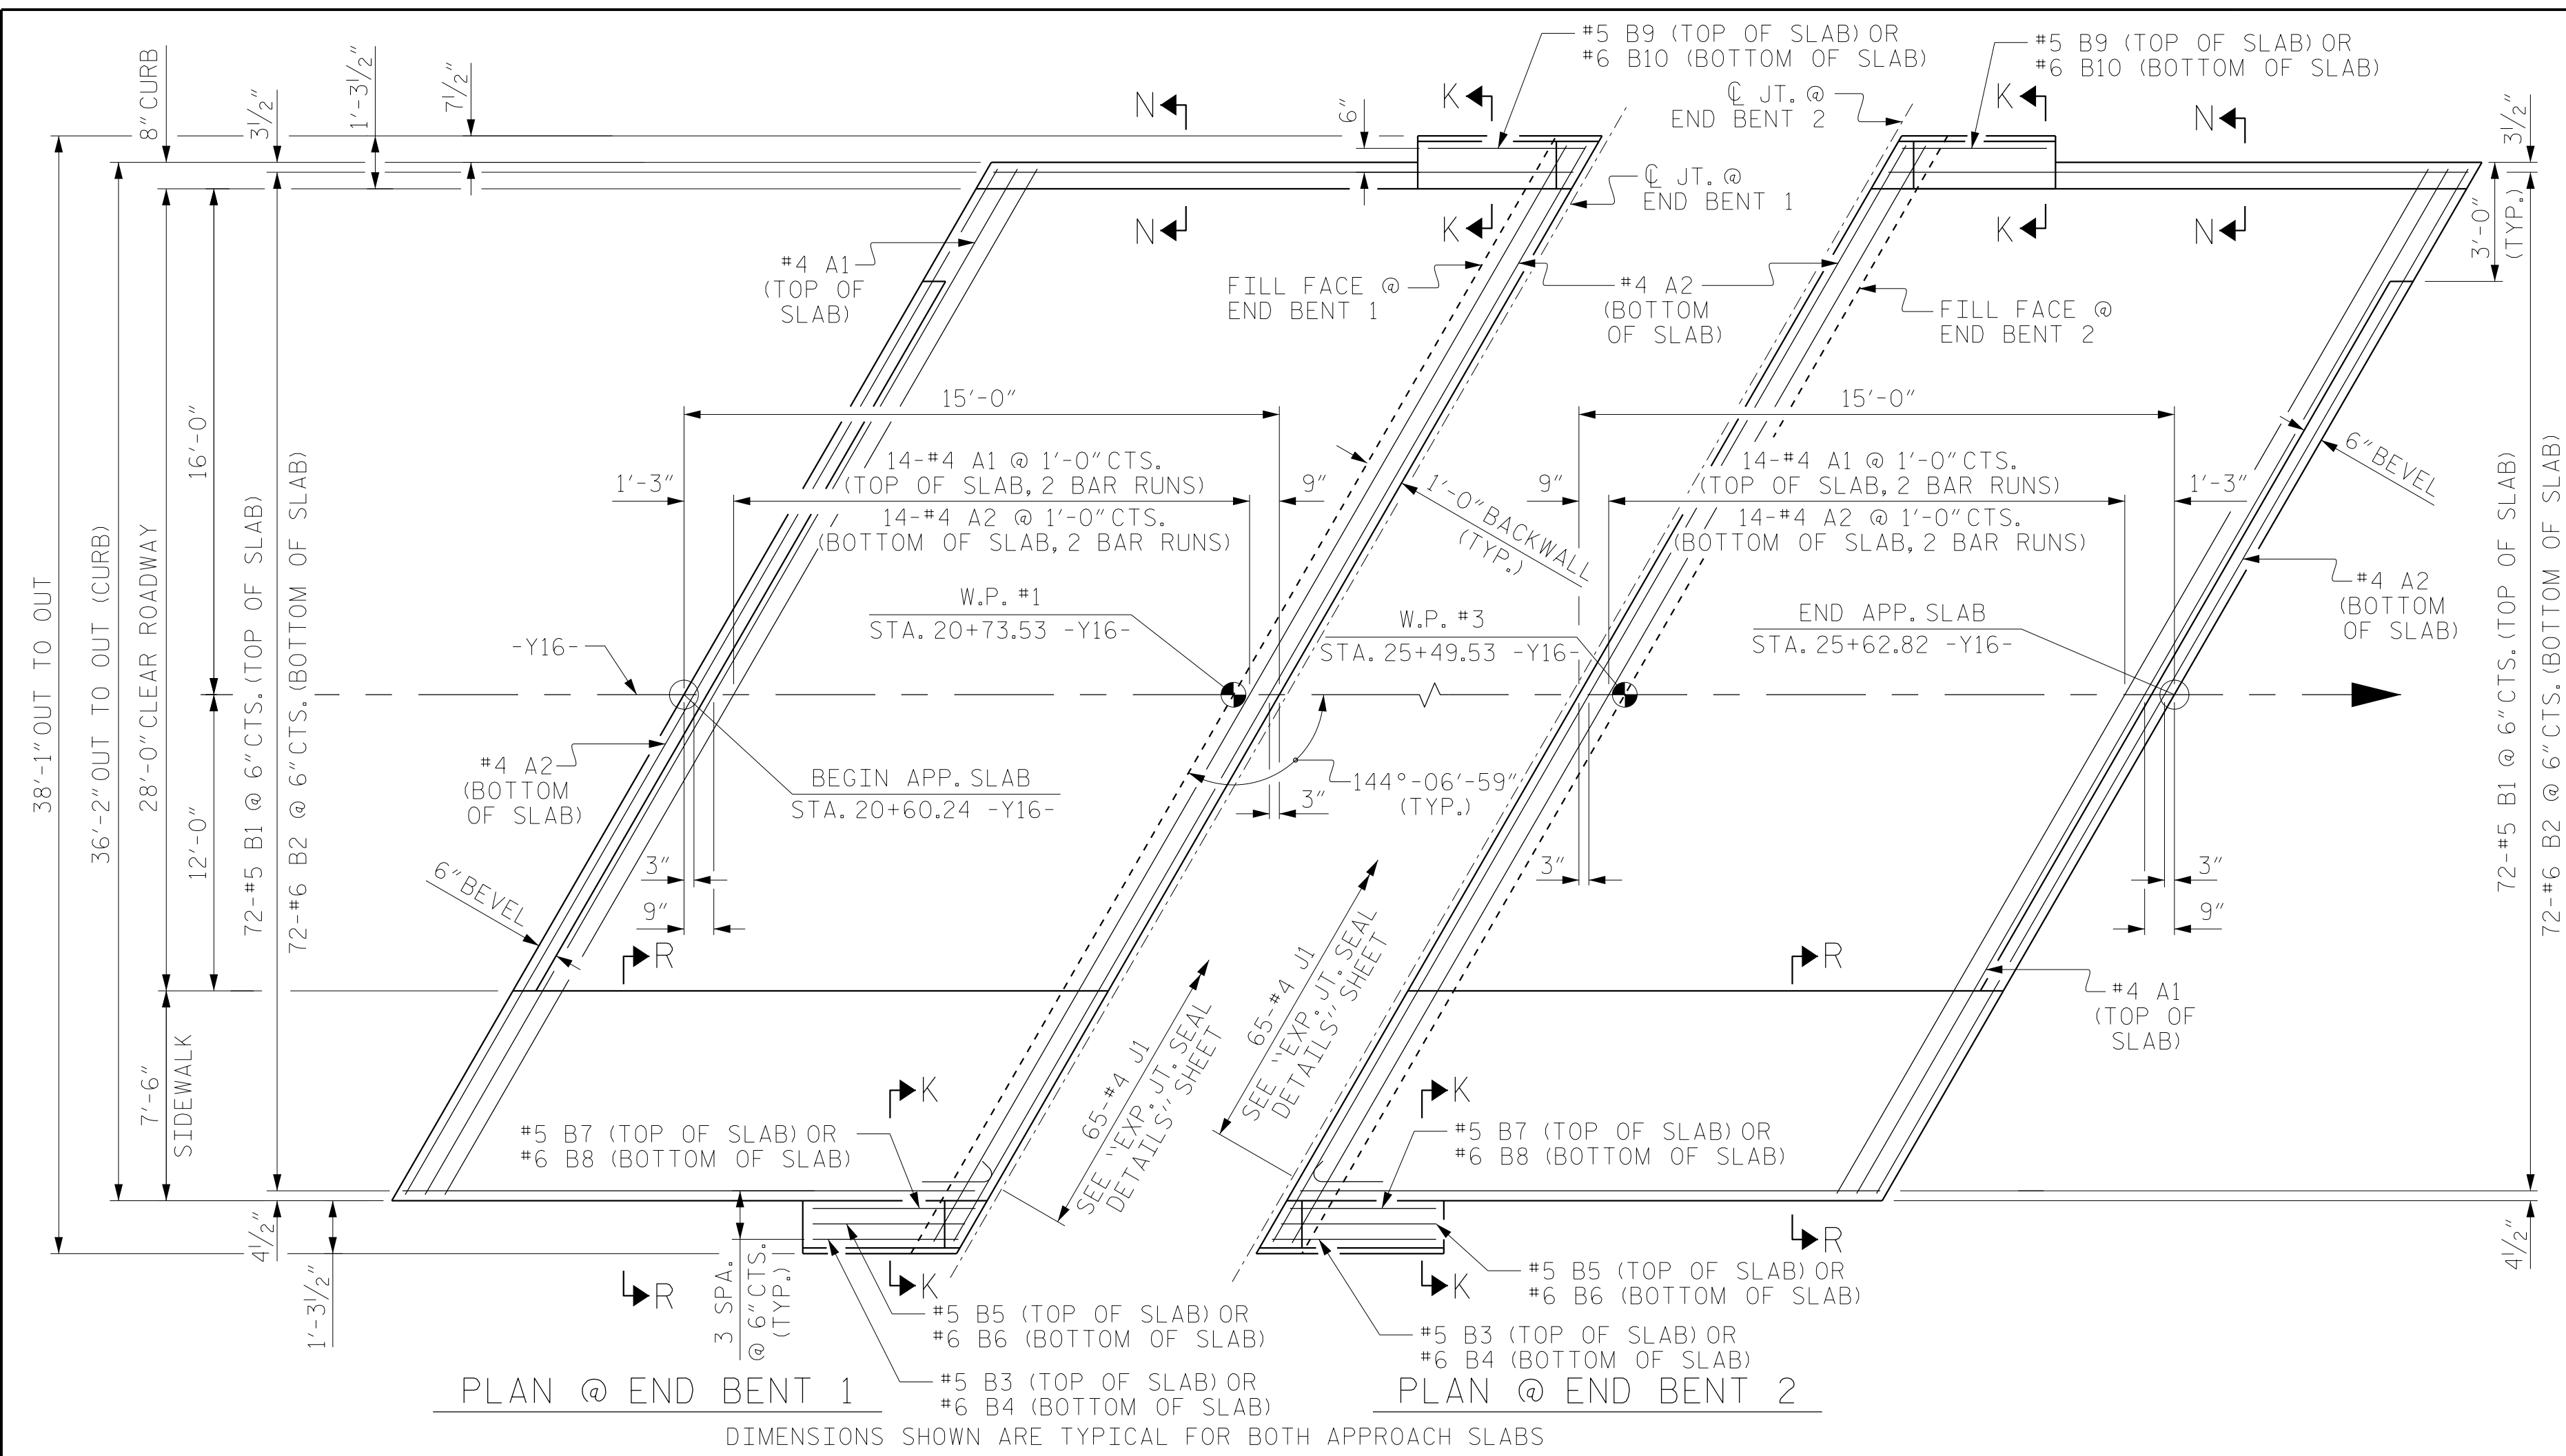 #5 B9 (TOP OF SLAB) OR
#6 B10 (BOTTOM OF SLAB)
#5 B9 (TOP OF SLAB) OR
#6 B10 (BOTTOM OF SLAB)
8" CURB
3½"
1'-3½"
7½"
N
K
6"
℄ JT. @
END BENT 2
K
N
3½"
℄ JT. @
END BENT 1
N
K
K
N
3'-0"
(TYP.)
#4 A1
(TOP OF
SLAB)
FILL FACE @
END BENT 1
#4 A2
(BOTTOM
OF SLAB)
FILL FACE @
END BENT 2
15'-0"
15'-0"
16'-0"
1'-3"
14-#4 A1 @ 1'-0" CTS.
(TOP OF SLAB, 2 BAR RUNS)
14-#4 A2 @ 1'-0" CTS.
(BOTTOM OF SLAB, 2 BAR RUNS)
9"
1'-0" BACKWALL
(TYP.)
9"
14-#4 A1 @ 1'-0" CTS.
(TOP OF SLAB, 2 BAR RUNS)
14-#4 A2 @ 1'-0" CTS.
(BOTTOM OF SLAB, 2 BAR RUNS)
1'-3"
6" BEVEL
38'-1" OUT TO OUT
36'-2" OUT TO OUT (CURB)
28'-0" CLEAR ROADWAY
72-#5 B1 @ 6" CTS. (TOP OF SLAB)
72-#6 B2 @ 6" CTS. (BOTTOM OF SLAB)
72-#5 B1 @ 6" CTS. (TOP OF SLAB)
72-#6 B2 @ 6" CTS. (BOTTOM OF SLAB)
W.P. #1
STA. 20+73.53 -Y16-
W.P. #3
STA. 25+49.53 -Y16-
END APP. SLAB
STA. 25+62.82 -Y16-
#4 A2
(BOTTOM
OF SLAB)
-Y16-
12'-0"
#4 A2
(BOTTOM
OF SLAB)
BEGIN APP. SLAB
STA. 20+60.24 -Y16-
144°-06'-59"
(TYP.)
3"
6" BEVEL
3"
9"
3"
3"
9"
R
R
65-#4 J1
SEE "EXP. JT. SEAL
DETAILS" SHEET
65-#4 J1
SEE "EXP. JT. SEAL
DETAILS" SHEET
#4 A1
(TOP OF
SLAB)
7'-6"
SIDEWALK
K
K
#5 B7 (TOP OF SLAB) OR
#6 B8 (BOTTOM OF SLAB)
#5 B7 (TOP OF SLAB) OR
#6 B8 (BOTTOM OF SLAB)
4½"
1'-3½"
R
3 SPA.
@ 6" CTS.
(TYP.)
K
K
R
4½"
#5 B5 (TOP OF SLAB) OR
#6 B6 (BOTTOM OF SLAB)
#5 B5 (TOP OF SLAB) OR
#6 B6 (BOTTOM OF SLAB)
#5 B3 (TOP OF SLAB) OR
#6 B4 (BOTTOM OF SLAB)
#5 B3 (TOP OF SLAB) OR
#6 B4 (BOTTOM OF SLAB)
PLAN @ END BENT 1
PLAN @ END BENT 2
DIMENSIONS SHOWN ARE TYPICAL FOR BOTH APPROACH SLABS